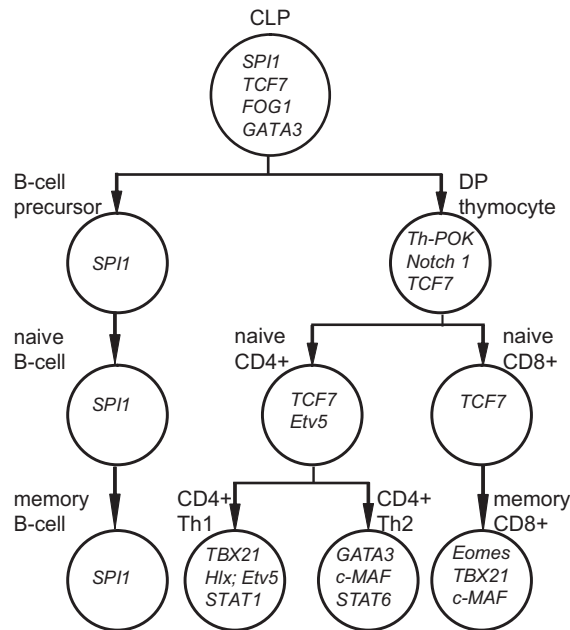 CLP
SPI1
TCF7
FOG1
GATA3
B-cell
precursor
SPI1
DP
thymocyte
Th-POK
Notch 1
TCF7
naive
B-cell
SPI1
naive
CD4+
TCF7
Etv5
naive
CD8+
TCF7
memory
B-cell
SPI1
CD4+
Th1
TBX21
Hlx; Etv5
STAT1
CD4+
Th2
GATA3
c-MAF
STAT6
memory
CD8+
Eomes
TBX21
c-MAF